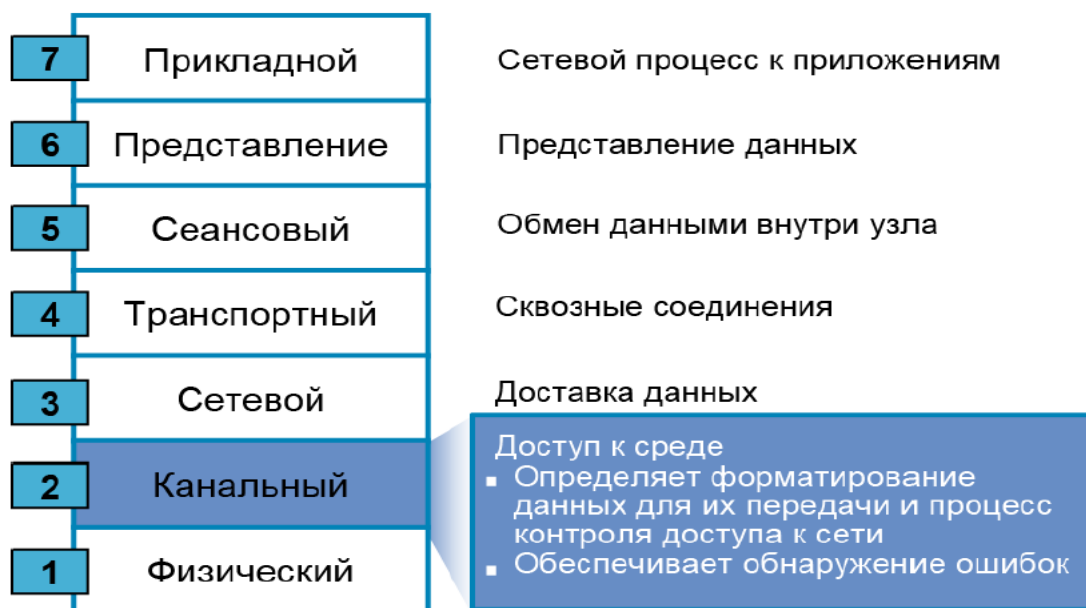 7 Прикладной Сетевой процесс к приложениям
6 Представление Представление данных
5 Сеансовый Обмен данными внутри узла
4 Транспортный Сквозные соединения
3 Сетевой Доставка данных
2 Канальный Доступ к среде
▪ Определяет форматирование
данных для их передачи и процесс
контроля доступа к сети
▪ Обеспечивает обнаружение ошибок
1 Физический